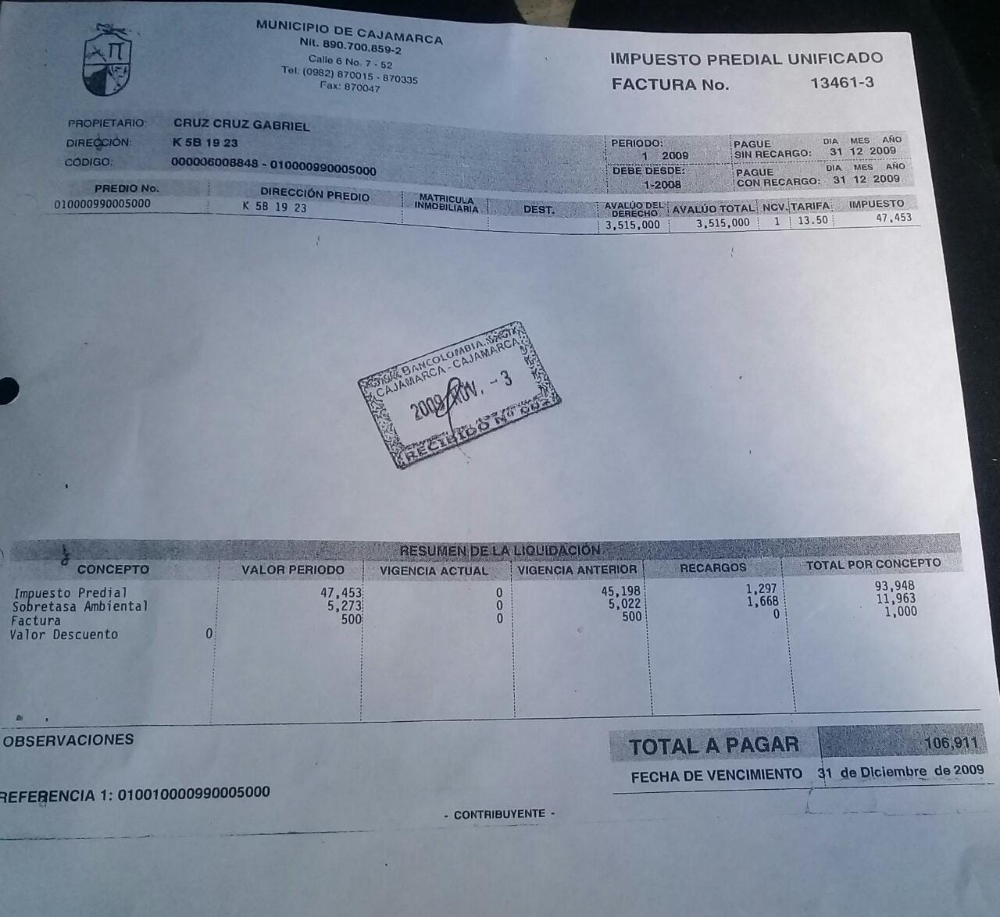 MUNICIPIO DE CAJAMARCA
Nit. 890.700.859-2
Calle 6 No. 7 - 52
Tel: (0982) 870015 - 870335
Fax: 870047
IMPUESTO PREDIAL UNIFICADO
FACTURA No. 13461-3
PROPIETARIO: CRUZ CRUZ GABRIEL
DIRECCIÓN: K 5B 19 23
CÓDIGO: 000006008848 - 010000990005000
PERIODO: 1 2009
DEBE DESDE: 1-2008
PAGUE SIN RECARGO: DIA MES AÑO 31 12 2009
PAGUE CON RECARGO: DIA MES AÑO 31 12 2009
PREDIO No. DIRECCIÓN PREDIO MATRICULA INMOBILIARIA DEST. AVALÚO DEL DERECHO AVALÚO TOTAL NCV. TARIFA IMPUESTO
010000990005000 K 5B 19 23 3,515,000 3,515,000 1 13.50 47,453
BANCOLOMBIA
CAJAMARCA - CAJAMARCA
2009 NOV. - 3
RECIBIDO Nº
RESUMEN DE LA LIQUIDACIÓN
CONCEPTO VALOR PERIODO VIGENCIA ACTUAL VIGENCIA ANTERIOR RECARGOS TOTAL POR CONCEPTO
Impuesto Predial 47,453 0 45,198 1,297 93,948
Sobretasa Ambiental 5,273 0 5,022 1,668 11,963
Factura 500 0 500 0 1,000
Valor Descuento 0
OBSERVACIONES
TOTAL A PAGAR 106,911
FECHA DE VENCIMIENTO 31 de Diciembre de 2009
REFERENCIA 1: 010010000990005000
- CONTRIBUYENTE -